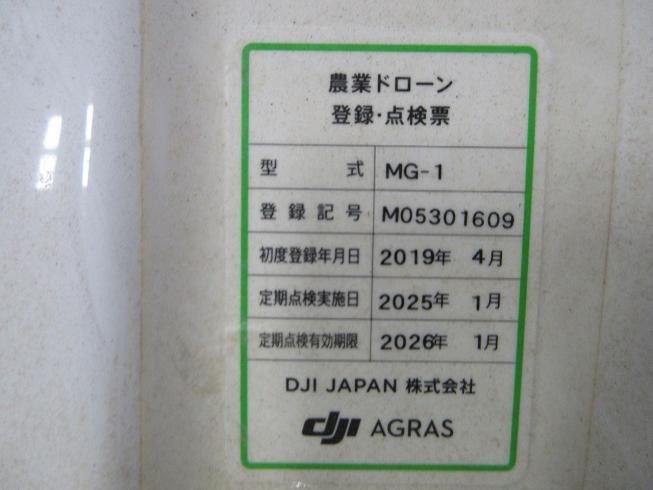 農業ドローン
登録・点検票
型 式 MG-1
登録記号 M05301609
初度登録年月日 2019年 4月
定期点検実施日 2025年 1月
定期点検有効期限 2026年 1月
DJI JAPAN 株式会社
dji AGRAS